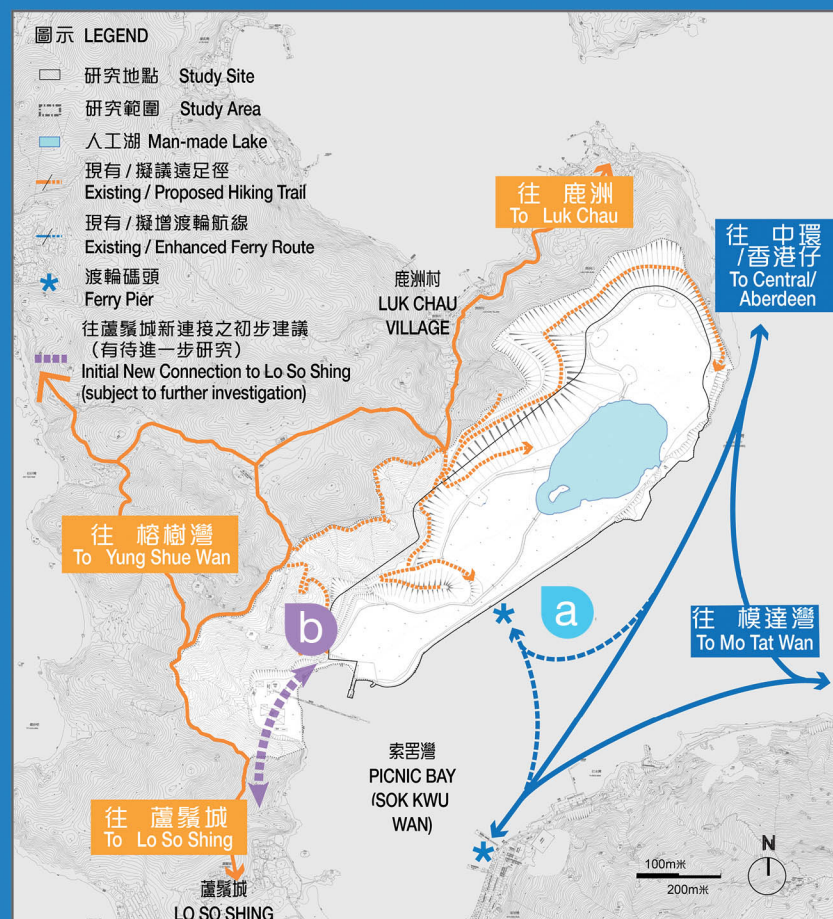 圖示 LEGEND
研究地點 Study Site
研究範圍 Study Area
人工湖 Man-made Lake
現有/擬議遠足徑
Existing / Proposed Hiking Trail
現有/擬增渡輪航線
Existing / Enhanced Ferry Route
渡輪碼頭
Ferry Pier
往蘆鬚城新連接之初步建議
(有待進一步研究)
Initial New Connection to Lo So Shing
(subject to further investigation)
往 鹿洲
To Luk Chau
往 中環
/香港仔
To Central/
Aberdeen
鹿洲村
LUK CHAU
VILLAGE
往 榕樹灣
To Yung Shue Wan
b
a
往 模達灣
To Mo Tat Wan
索罟灣
PICNIC BAY
(SOK KWU
WAN)
往 蘆鬚城
To Lo So Shing
蘆鬚城
LO SO SHING
N
100m米
200m米